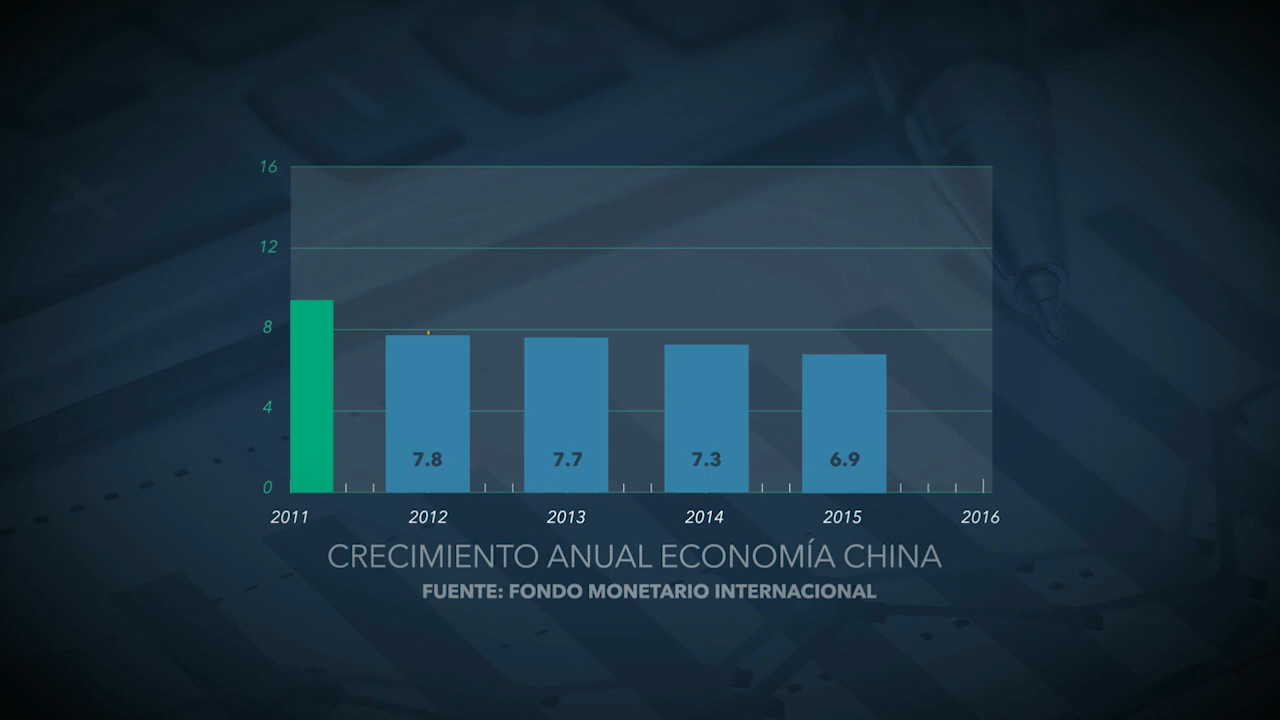 16
12
8
4
0
7.8 7.7 7.3 6.9
2011 2012 2013 2014 2015 2016
CRECIMIENTO ANUAL ECONOMÍA CHINA
FUENTE: FONDO MONETARIO INTERNACIONAL